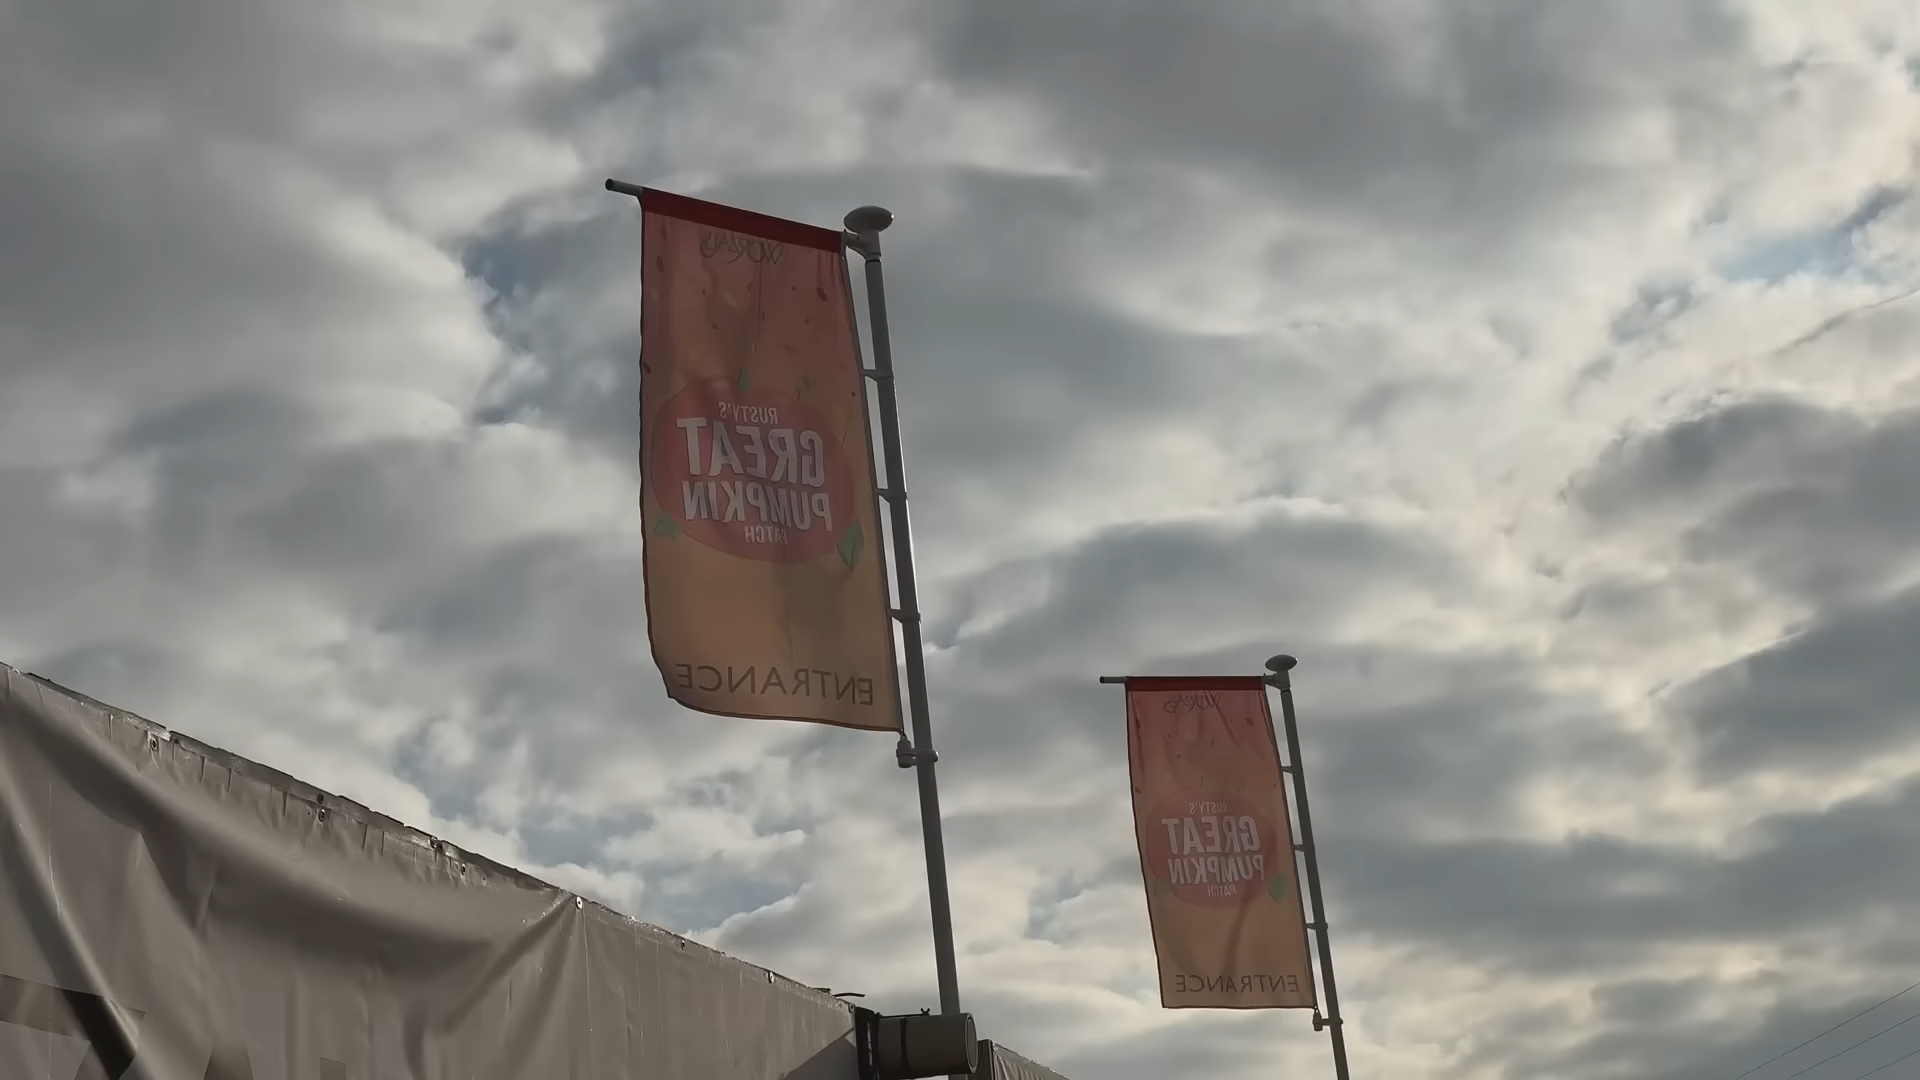 RUSTY'S
GREAT
PUMPKIN
PATCH
ENTRANCE
RUSTY'S
GREAT
PUMPKIN
PATCH
ENTRANCE